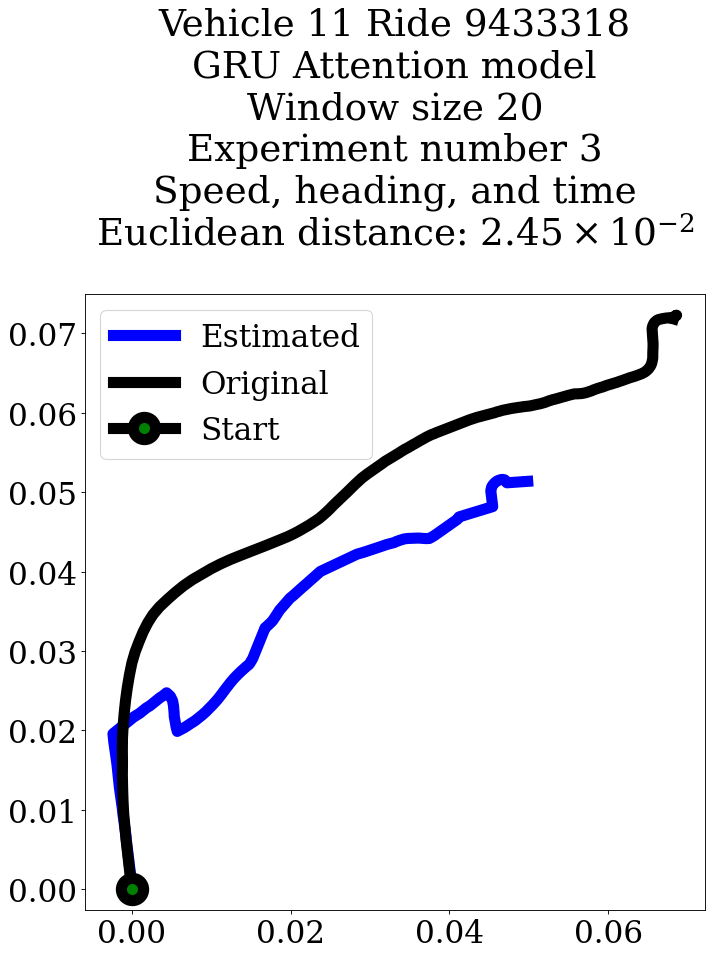 Vehicle 11 Ride 9433318
GRU Attention model
Window size 20
Experiment number 3
Speed, heading, and time
Euclidean distance: 2.45 × 10⁻²
Estimated
Original
Start
0.07
0.06
0.05
0.04
0.03
0.02
0.01
0.00
0.00 0.02 0.04 0.06